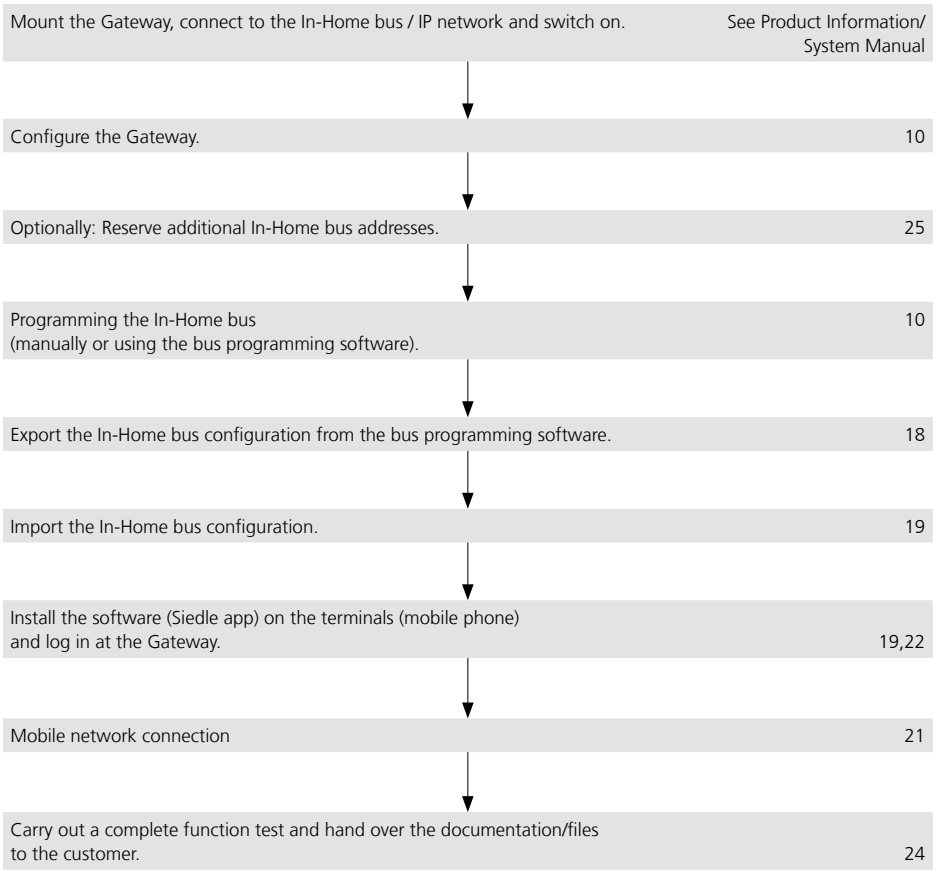 Mount the Gateway, connect to the In-Home bus / IP network and switch on. See Product Information/
System Manual
Configure the Gateway. 10
Optionally: Reserve additional In-Home bus addresses. 25
Programming the In-Home bus 10
(manually or using the bus programming software).
Export the In-Home bus configuration from the bus programming software. 18
Import the In-Home bus configuration. 19
Install the software (Siedle app) on the terminals (mobile phone)
and log in at the Gateway. 19,22
Mobile network connection 21
Carry out a complete function test and hand over the documentation/files
to the customer. 24